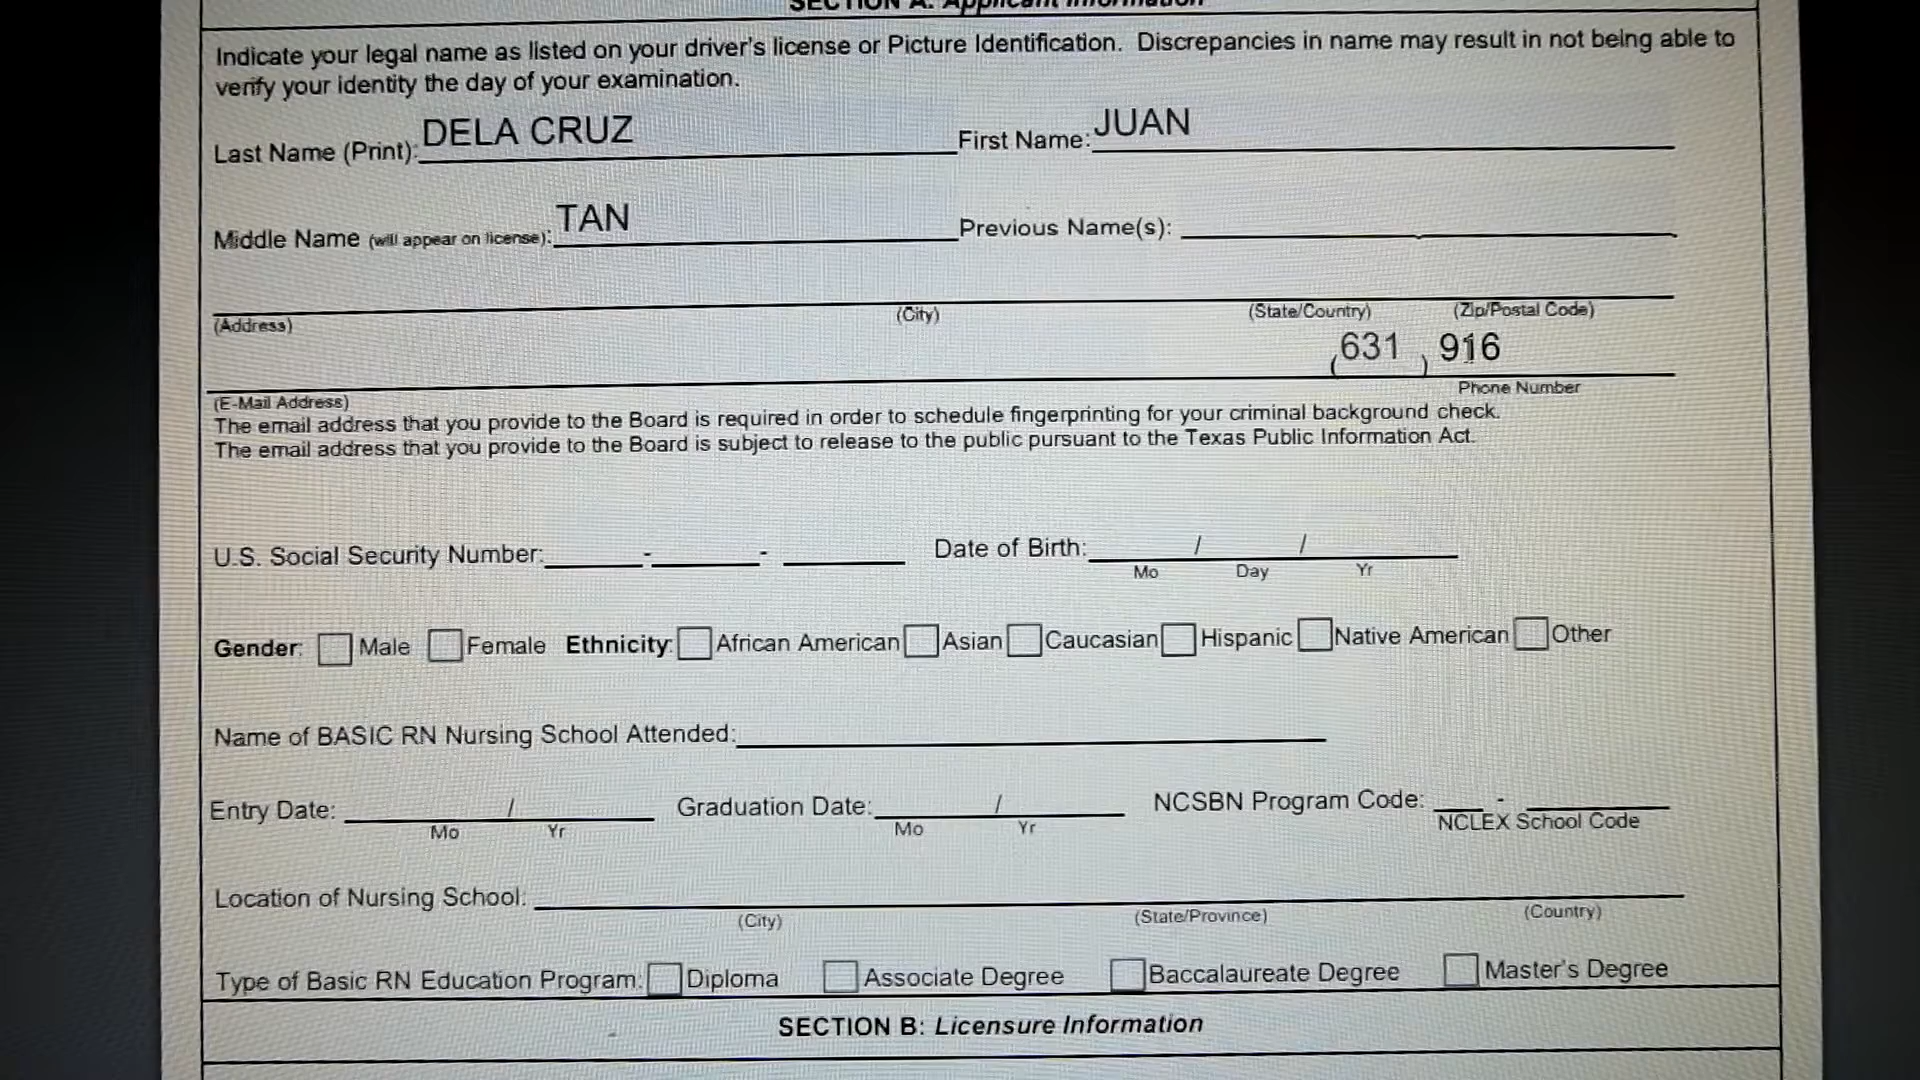 SECTION A: Applicant Information
Indicate your legal name as listed on your driver's license or Picture Identification. Discrepancies in name may result in not being able to
verify your identity the day of your examination.
Last Name (Print): DELA CRUZ First Name: JUAN
Middle Name (will appear on license): TAN Previous Name(s):
(Address) (City) (State/Country) (Zip/Postal Code)
(631) 916
(E-Mail Address) Phone Number
The email address that you provide to the Board is required in order to schedule fingerprinting for your criminal background check.
The email address that you provide to the Board is subject to release to the public pursuant to the Texas Public Information Act.
U.S. Social Security Number: - - Date of Birth: / /
Mo Day Yr
Gender: Male Female Ethnicity: African American Asian Caucasian Hispanic Native American Other
Name of BASIC RN Nursing School Attended:
Entry Date: / Graduation Date: / NCSBN Program Code: -
Mo Yr Mo Yr NCLEX School Code
Location of Nursing School:
(City) (State/Province) (Country)
Type of Basic RN Education Program: Diploma Associate Degree Baccalaureate Degree Master's Degree
SECTION B: Licensure Information